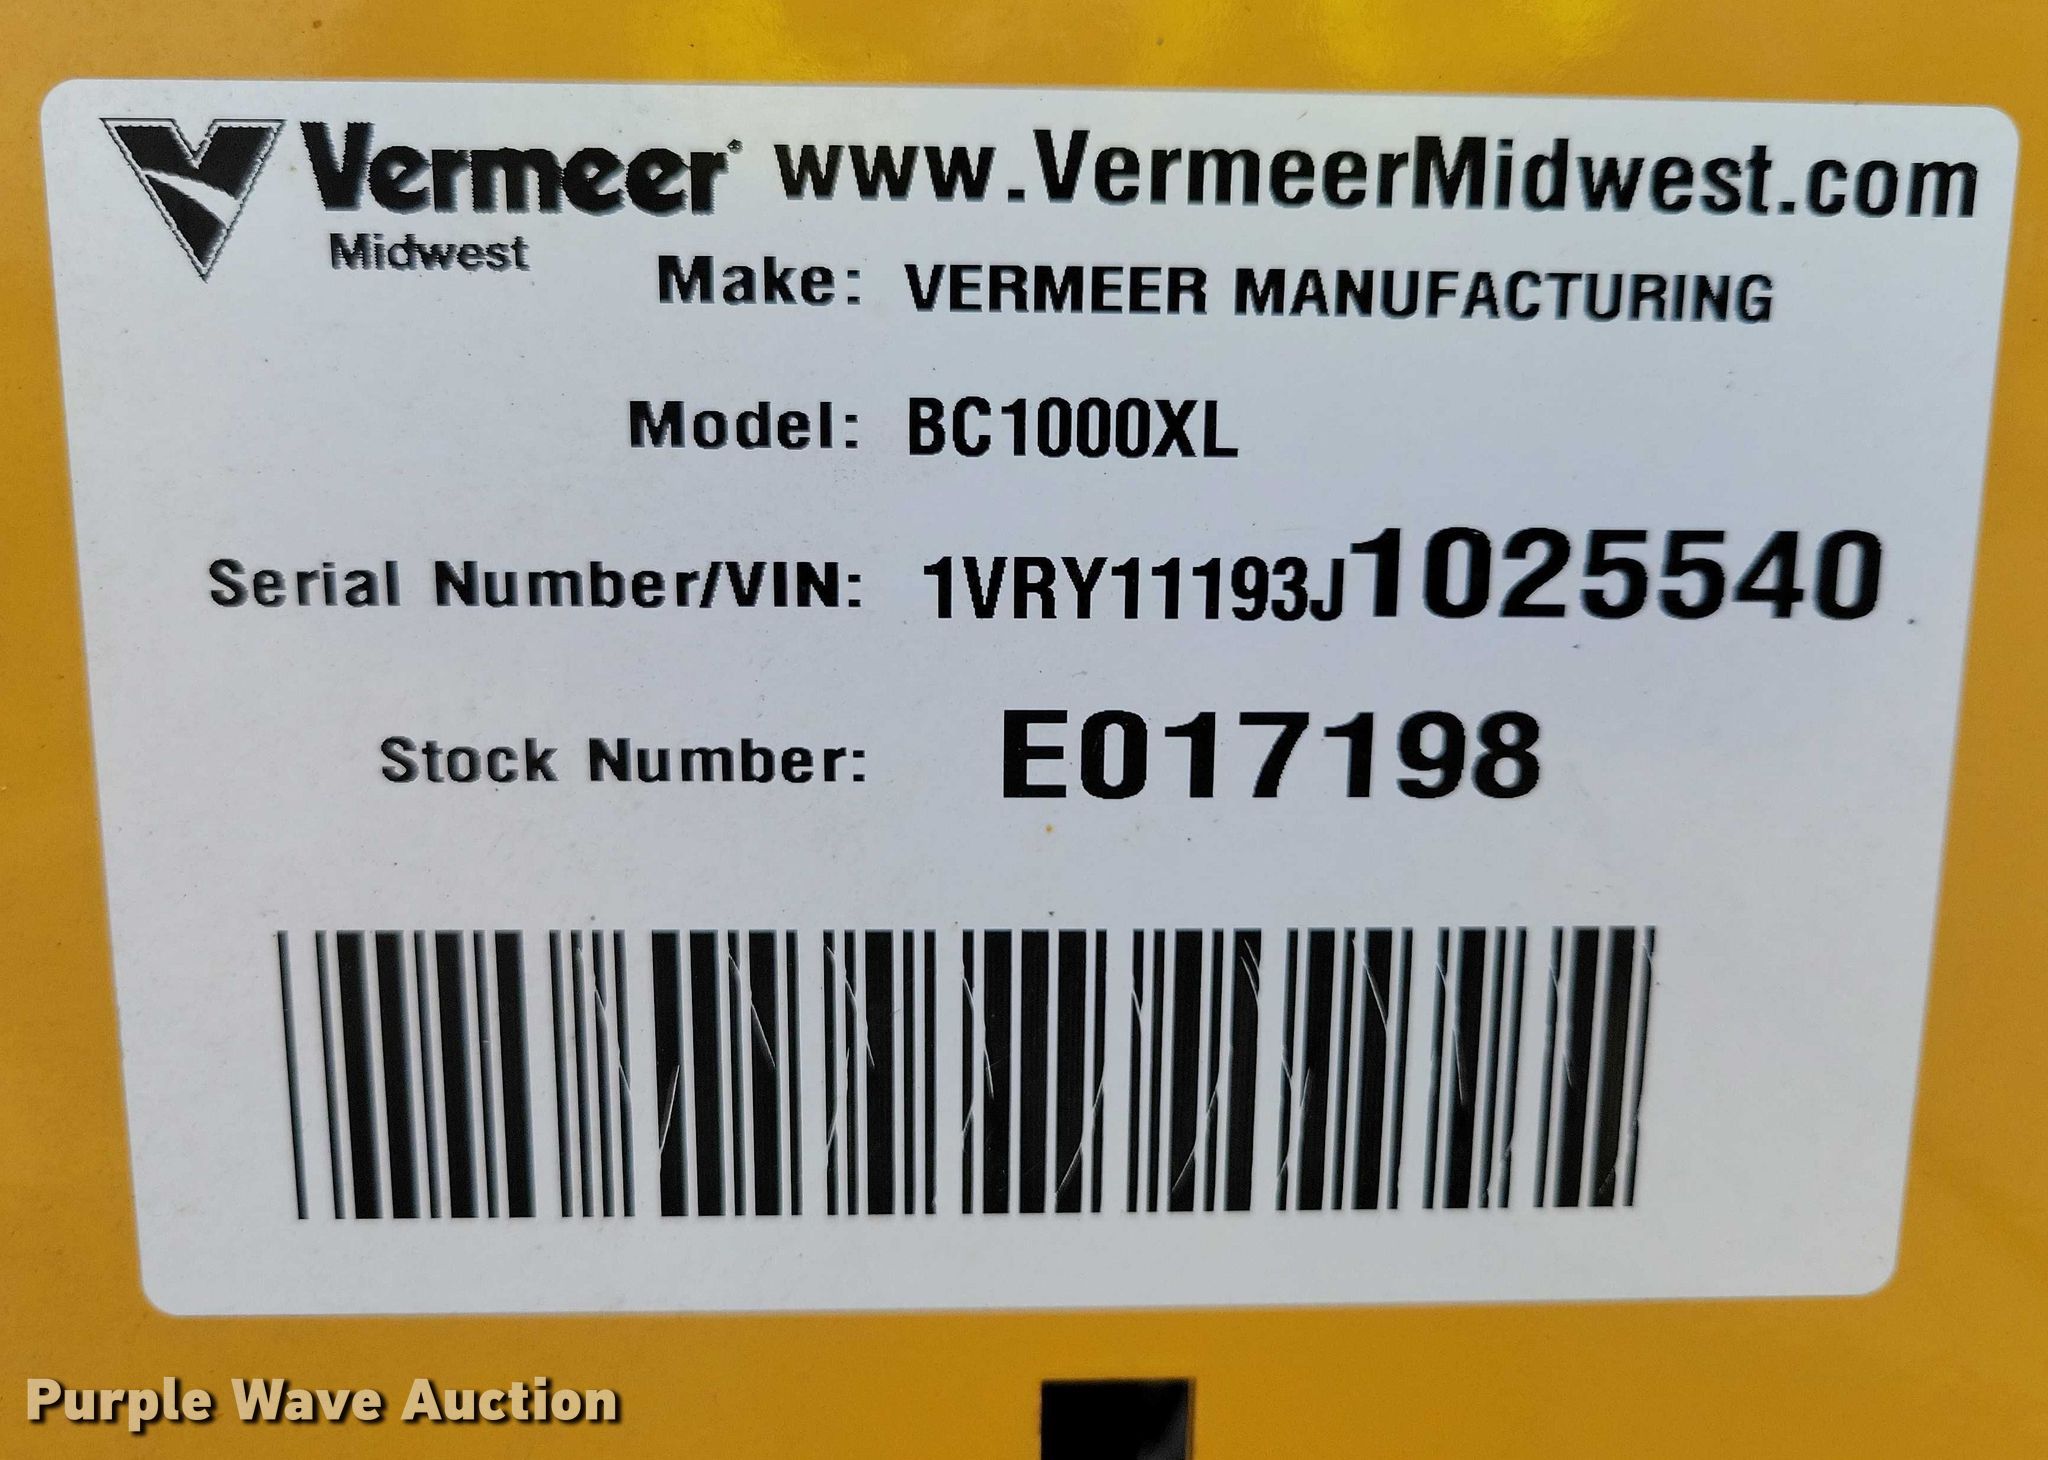 Vermeer® www.VermeerMidwest.com
Midwest
Make: VERMEER MANUFACTURING
Model: BC1000XL
Serial Number/VIN: 1VRY11193J1025540
Stock Number: E017198
Purple Wave Auction